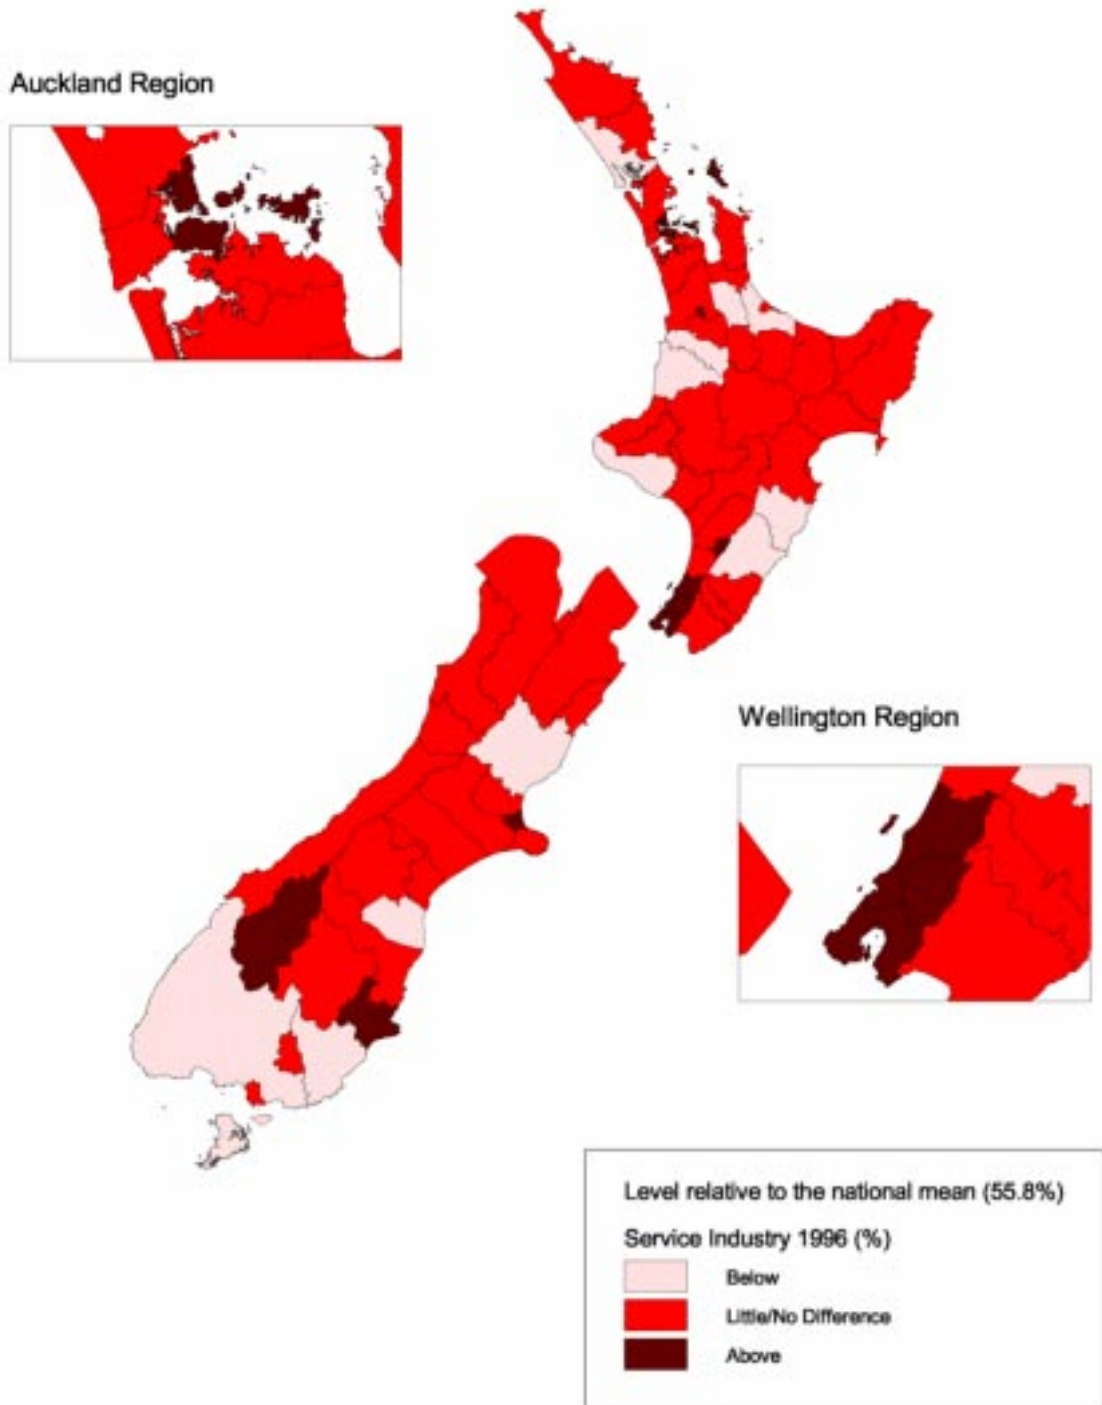 Auckland Region
Wellington Region
Level relative to the national mean (55.8%)
Service Industry 1996 (%)
Below
Little/No Difference
Above